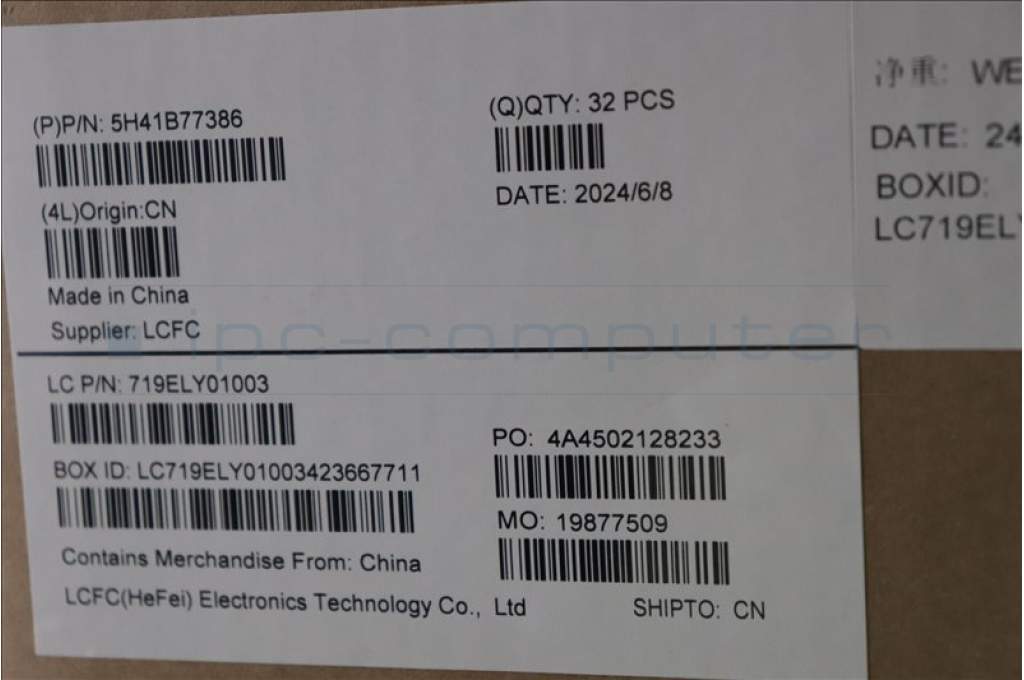 (P)P/N: 5H41B77386
(Q)QTY: 32 PCS
DATE: 2024/6/8
(4L)Origin:CN
Made in China
Supplier: LCFC
LC P/N: 719ELY01003
BOX ID: LC719ELY01003423667711
PO: 4A4502128233
MO: 19877509
Contains Merchandise From: China
LCFC(HeFei) Electronics Technology Co., Ltd
SHIPTO: CN
净重: WE
DATE: 24
BOXID:
LC719ELY
ipc-computer